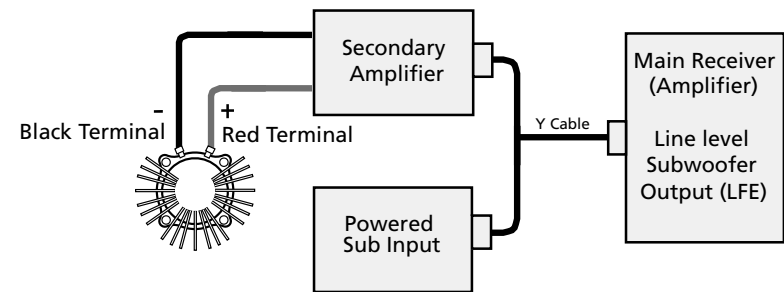 Secondary
Amplifier
-
+
Black Terminal
Red Terminal
Powered
Sub Input
Y Cable
Main Receiver
(Amplifier)
Line level
Subwoofer
Output (LFE)